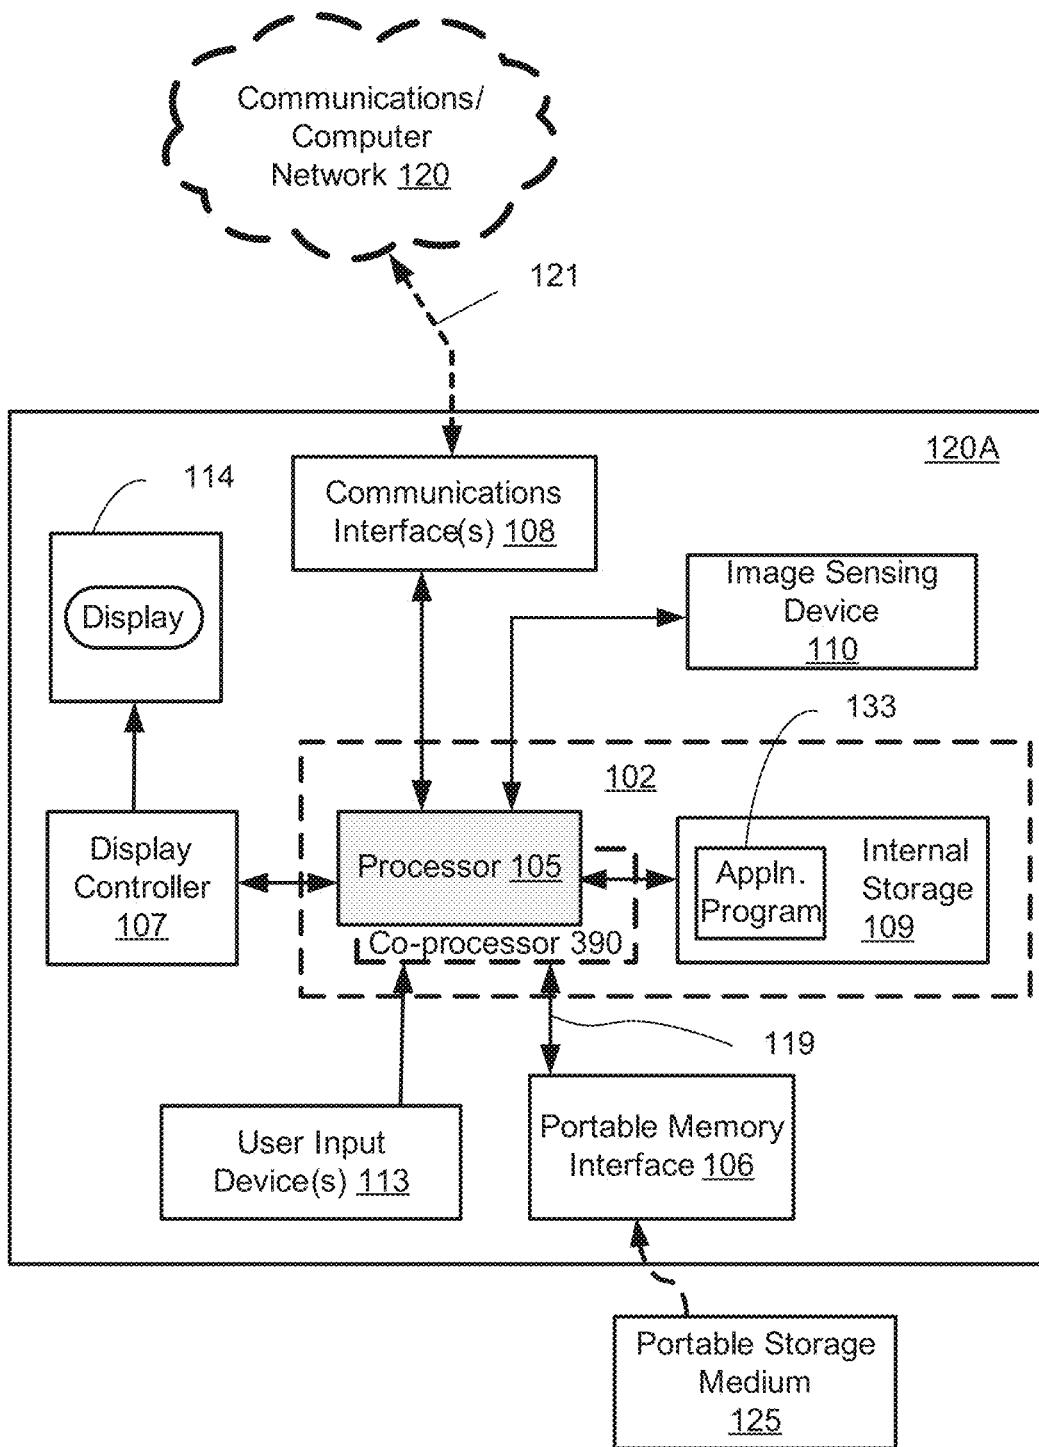 Communications/
Computer
Network 120
121
120A
114
Communications
Interface(s) 108
Image Sensing
Device
110
Display
133
102
Display
Controller
107
Processor 105
Appln.
Program
Internal
Storage
109
Co-processor 390
119
User Input
Device(s) 113
Portable Memory
Interface 106
Portable Storage
Medium
125